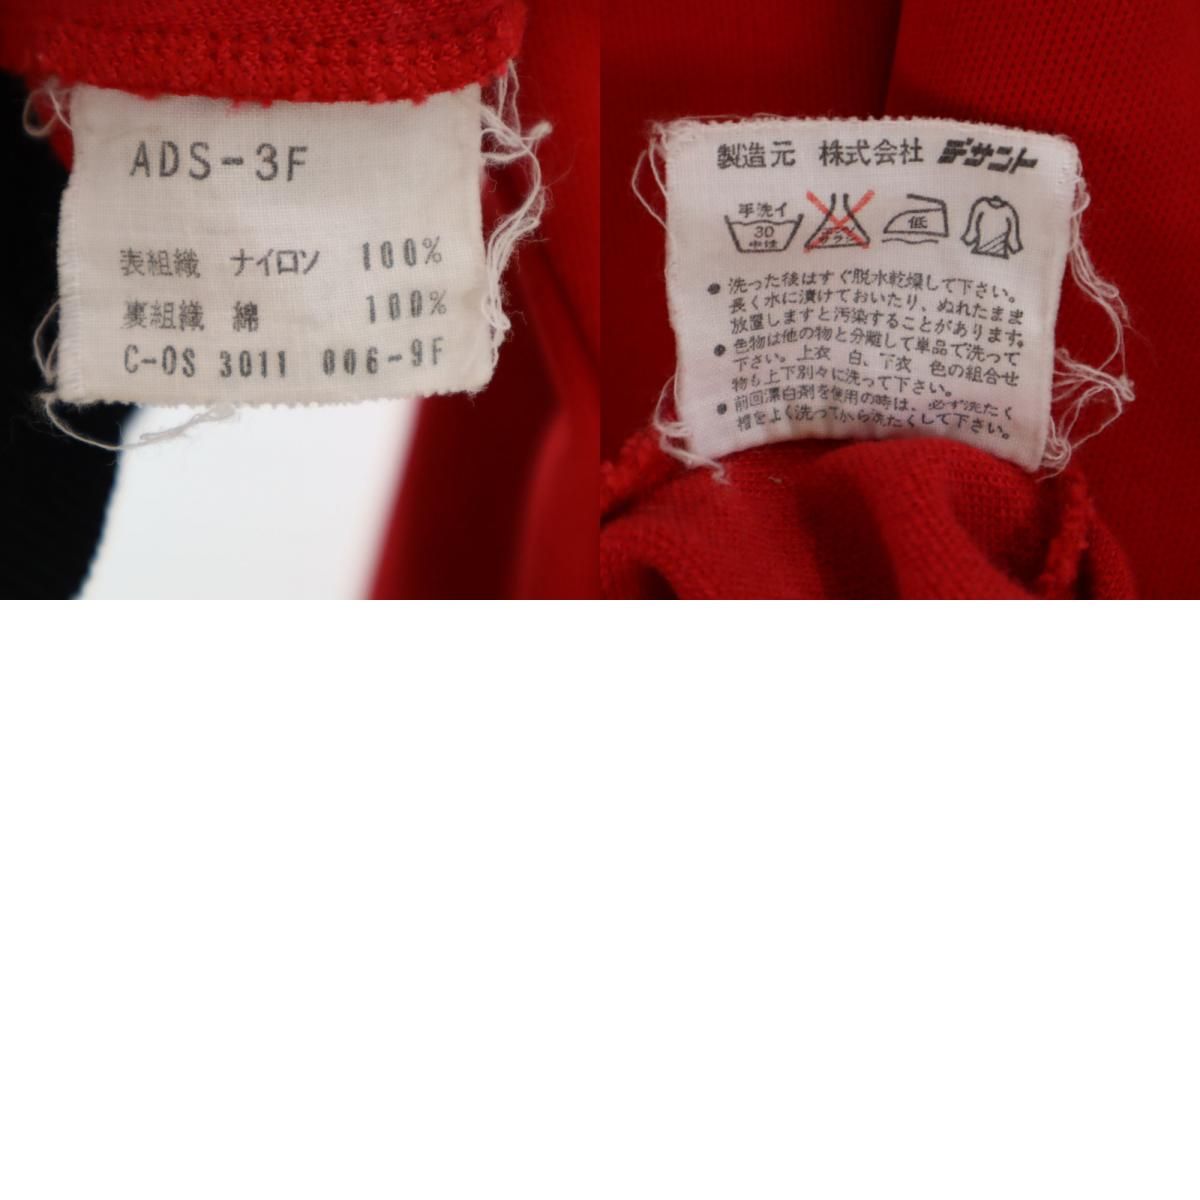 ADS-3F
表組織 ナイロン 100%
裏組織 綿 100%
C-OS 3011 006-9F
製造元 株式会社 デサント
手洗イ
30
中性
サラシ
低
●洗った後はすぐ脱水乾燥して下さい。
長く水に漬けておいたり、ぬれたまま
放置しますと汚染することがあります。
●色物は他の物と分離して単品で洗って
下さい。上衣 白、下衣 色の組合せ
物も上下別々に洗って下さい。
●前回漂白剤を使用の時は、必ず洗たく
槽をよく洗ってから洗たくして下さい。